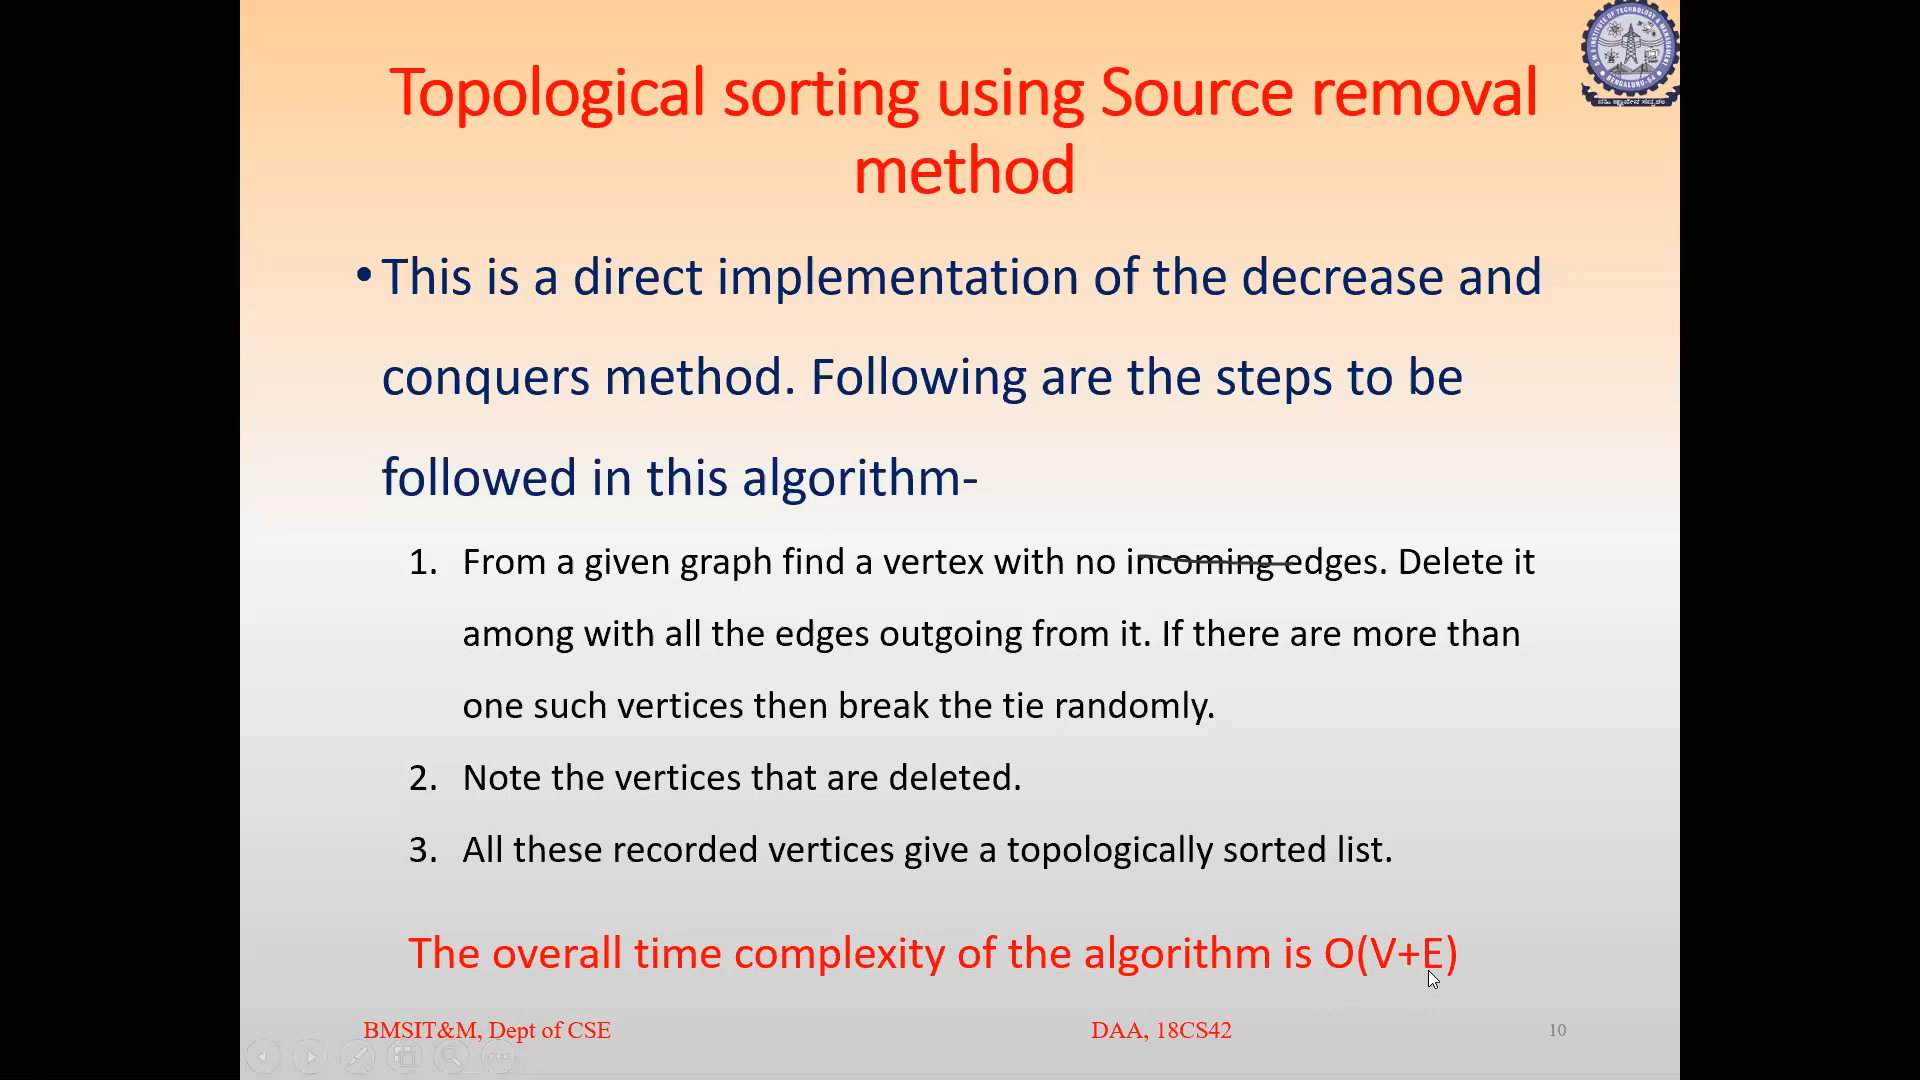 Topological sorting using Source removal
method
• This is a direct implementation of the decrease and
conquers method. Following are the steps to be
followed in this algorithm-
1. From a given graph find a vertex with no incoming edges. Delete it
among with all the edges outgoing from it. If there are more than
one such vertices then break the tie randomly.
2. Note the vertices that are deleted.
3. All these recorded vertices give a topologically sorted list.
The overall time complexity of the algorithm is O(V+E)
BMSIT&M, Dept of CSE DAA, 18CS42 10